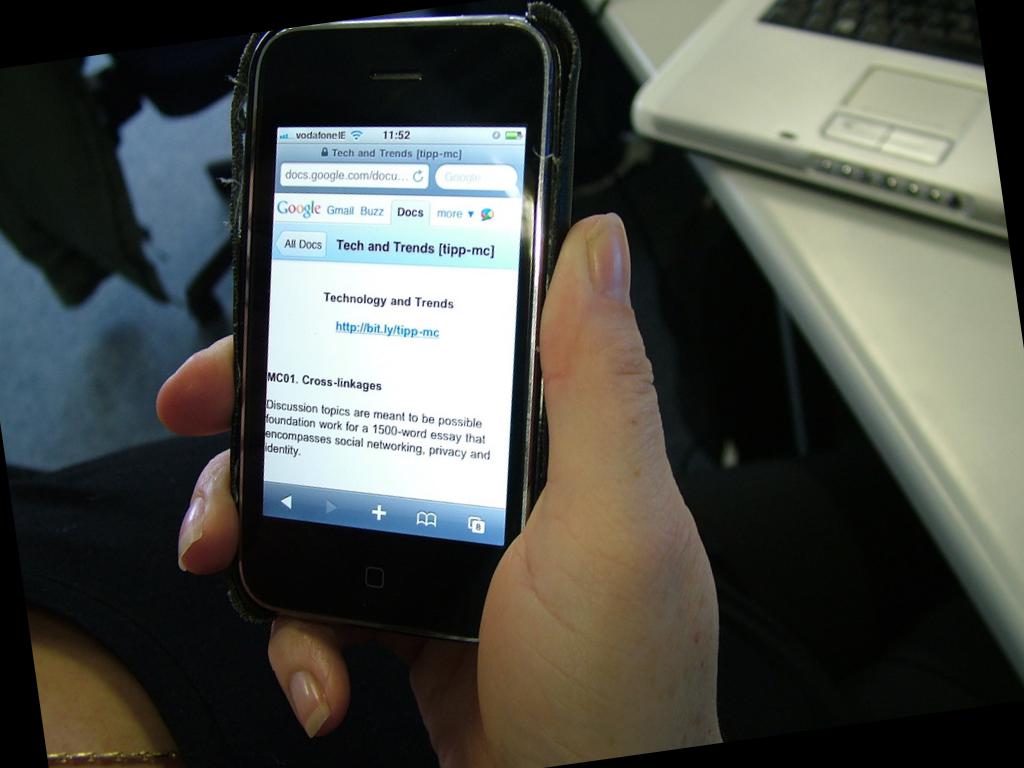 vodafoneIE 11:52
Tech and Trends [tipp-mc]
docs.google.com/docu... Google
Google Gmail Buzz Docs more ▼
All Docs Tech and Trends [tipp-mc]
Technology and Trends
http://bit.ly/tipp-mc
MC01. Cross-linkages
Discussion topics are meant to be possible
foundation work for a 1500-word essay that
encompasses social networking, privacy and
identity.
8